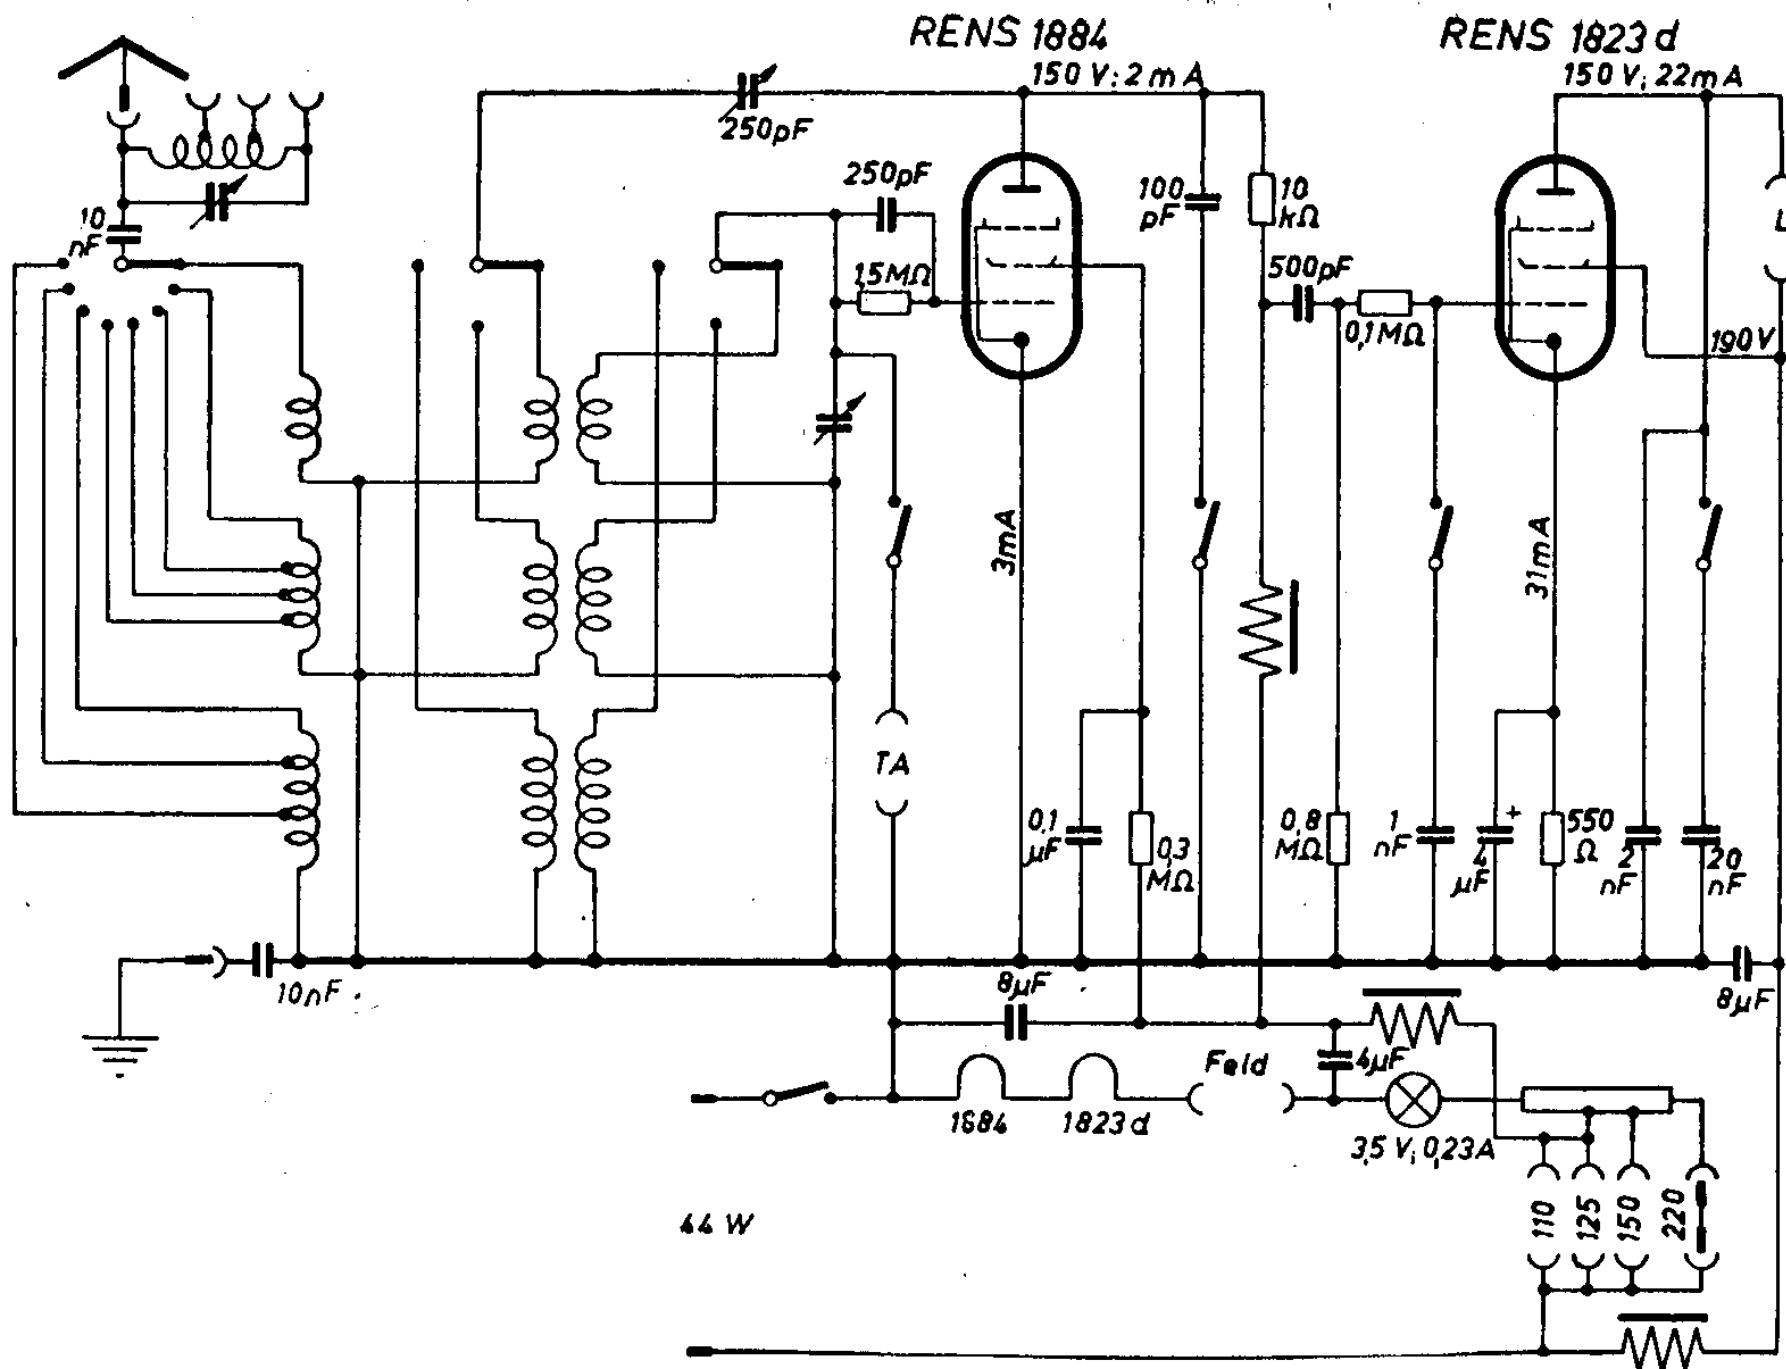 RENS 1884
RENS 1823 d
150 V; 2 mA
150 V; 22 mA
250pF
250pF
100
pF
10
kΩ
10
nF
1,5MΩ
500pF
0,1MΩ
L
190V
3mA
31mA
TA
0,1
µF
0,3
MΩ
0,8
MΩ
1
nF
+
4
µF
550
Ω
2
nF
20
nF
10nF
8µF
8µF
4µF
Feld
1884
1823 d
3,5 V; 0,23A
110
125
150
220
44 W